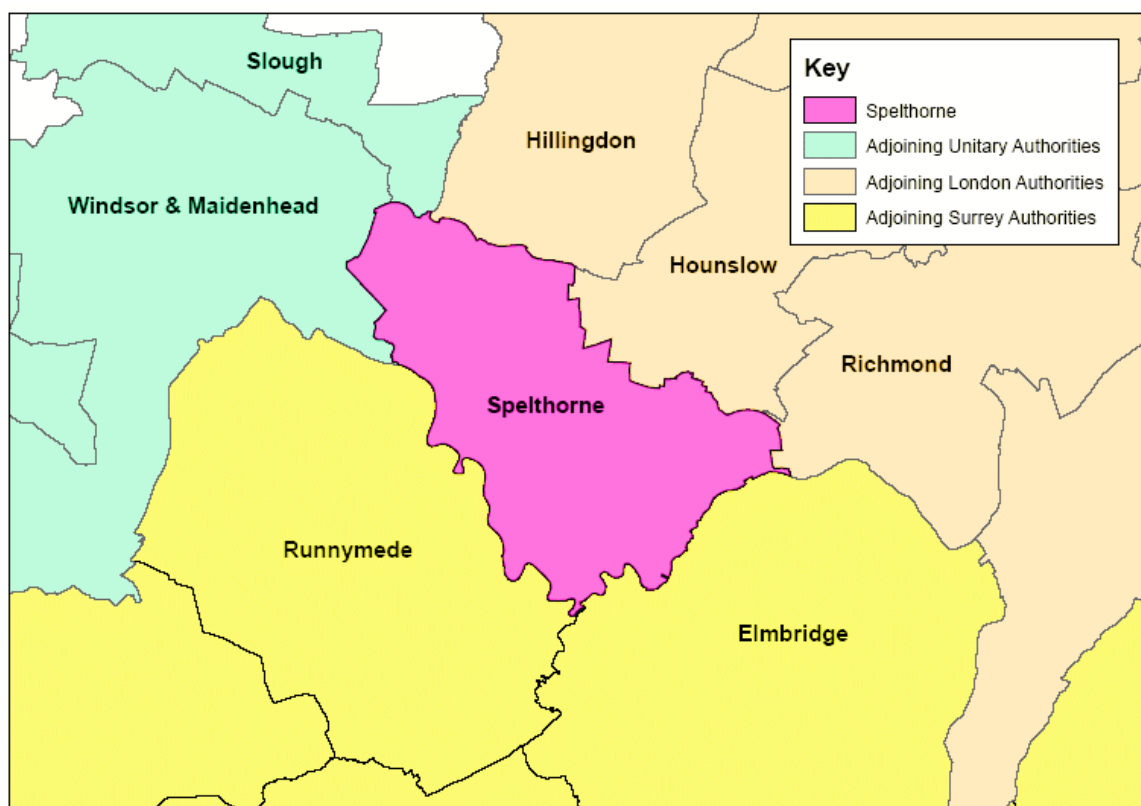 Slough
Key
Spelthorne
Adjoining Unitary Authorities
Adjoining London Authorities
Adjoining Surrey Authorities
Hillingdon
Windsor & Maidenhead
Hounslow
Richmond
Spelthorne
Runnymede
Elmbridge